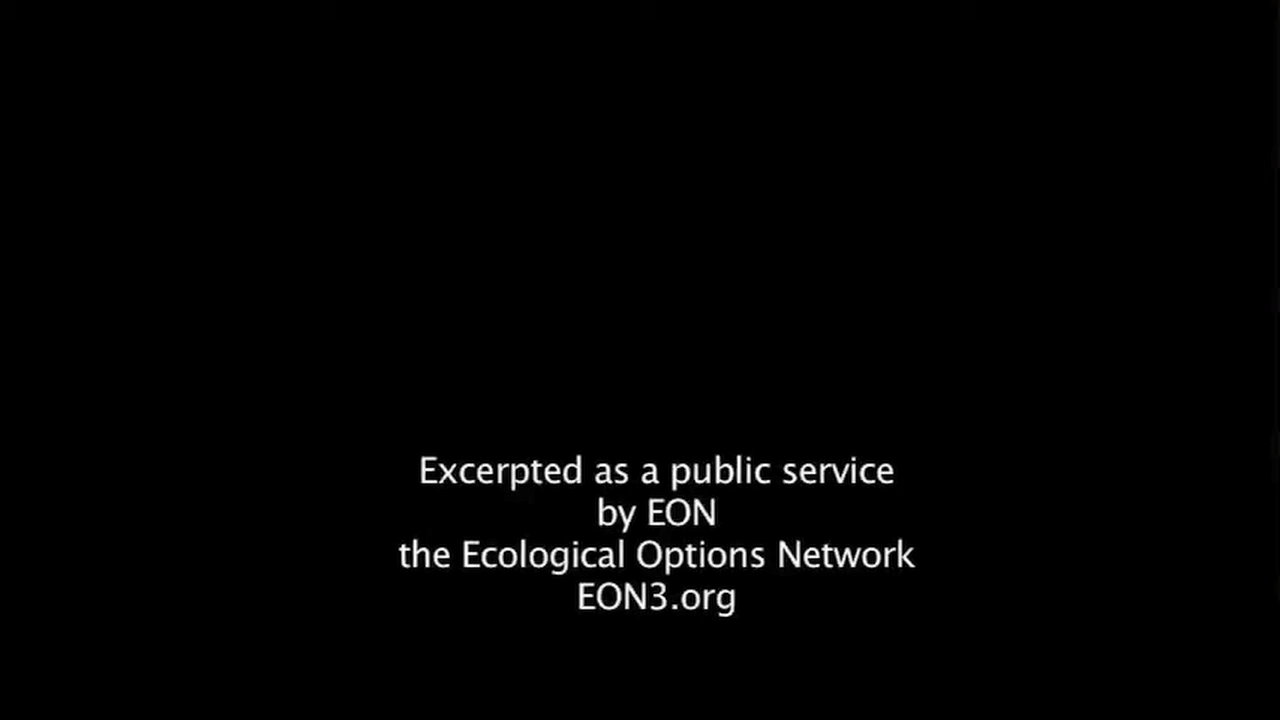 Excerpted as a public service
by EON
the Ecological Options Network
EON3.org